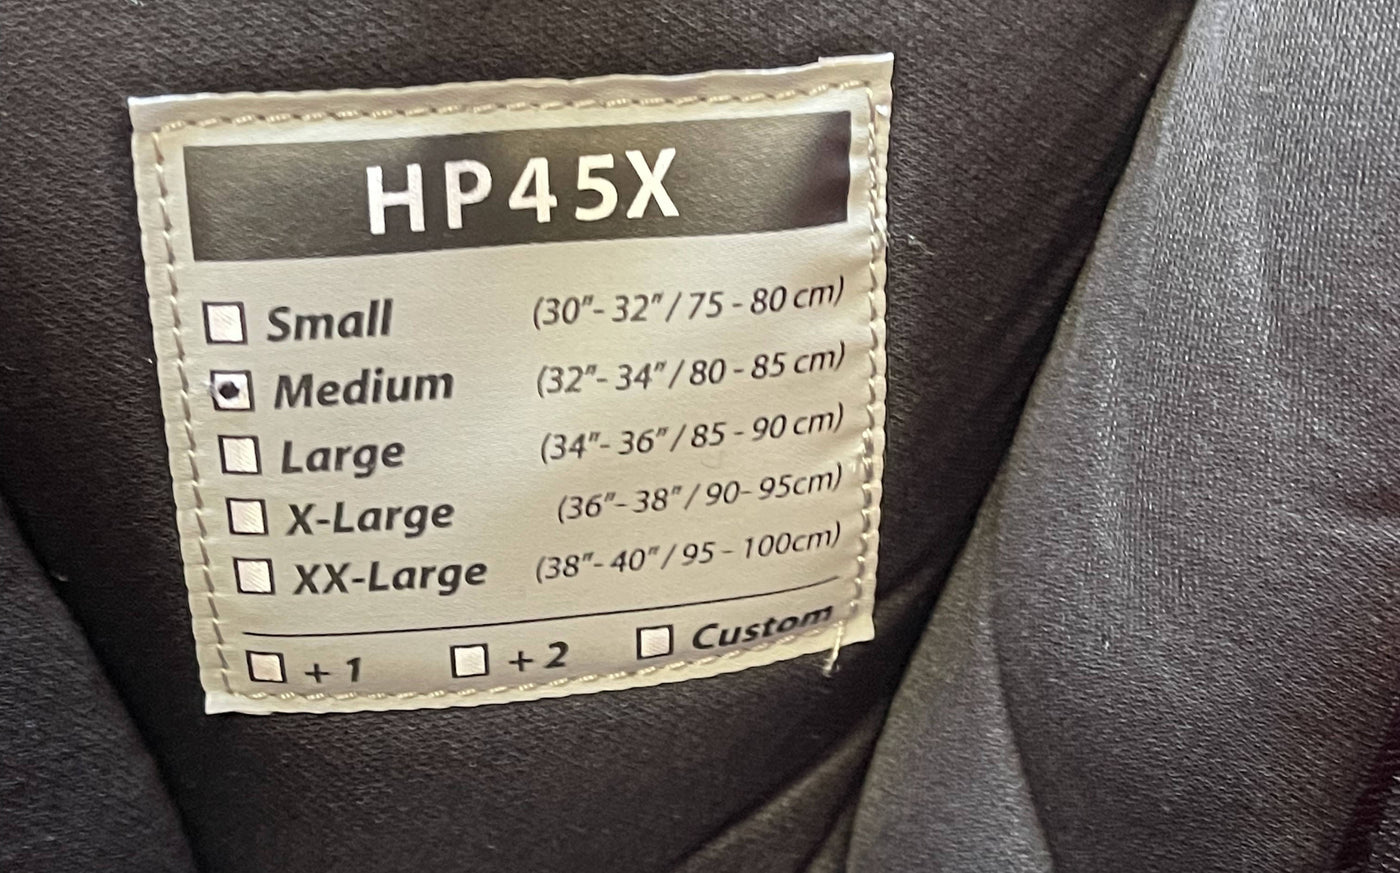 HP45X
Small (30"- 32" / 75 - 80 cm)
Medium (32"- 34" / 80 - 85 cm)
Large (34"- 36" / 85 - 90 cm)
X-Large (36"- 38" / 90- 95cm)
XX-Large (38"- 40" / 95 - 100cm)
+ 1 + 2 Custom